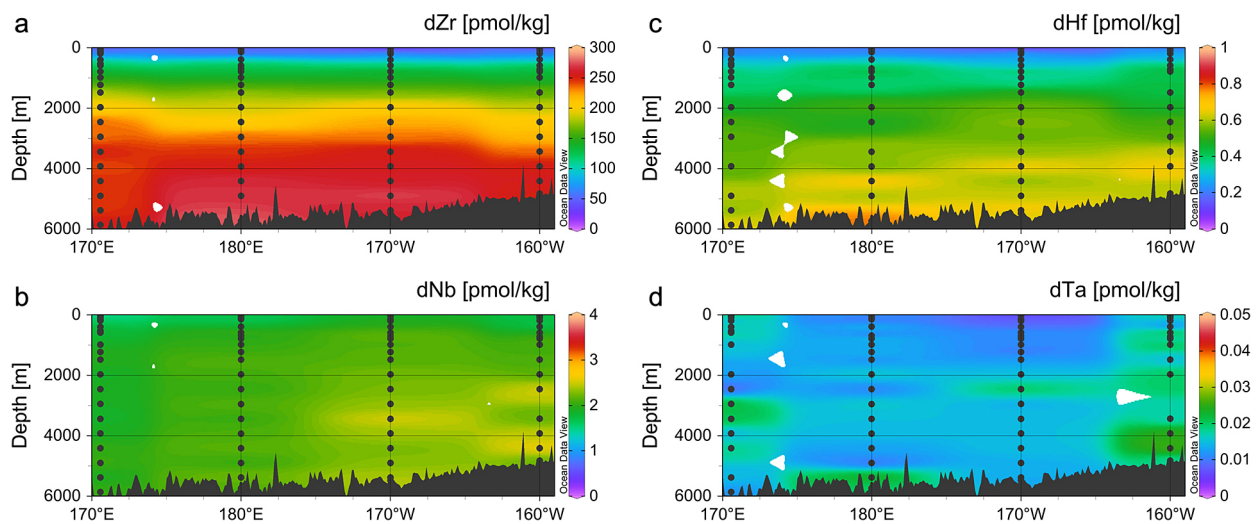 a
dZr [pmol/kg]
Depth [m]
0
2000
4000
6000
170°E
180°E
170°W
160°W
300
250
200
150
100
50
0
Ocean Data View
c
dHf [pmol/kg]
Depth [m]
0
2000
4000
6000
170°E
180°E
170°W
160°W
1
0.8
0.6
0.4
0.2
0
Ocean Data View
b
dNb [pmol/kg]
Depth [m]
0
2000
4000
6000
170°E
180°E
170°W
160°W
4
3
2
1
0
Ocean Data View
d
dTa [pmol/kg]
Depth [m]
0
2000
4000
6000
170°E
180°E
170°W
160°W
0.05
0.04
0.03
0.02
0.01
0
Ocean Data View